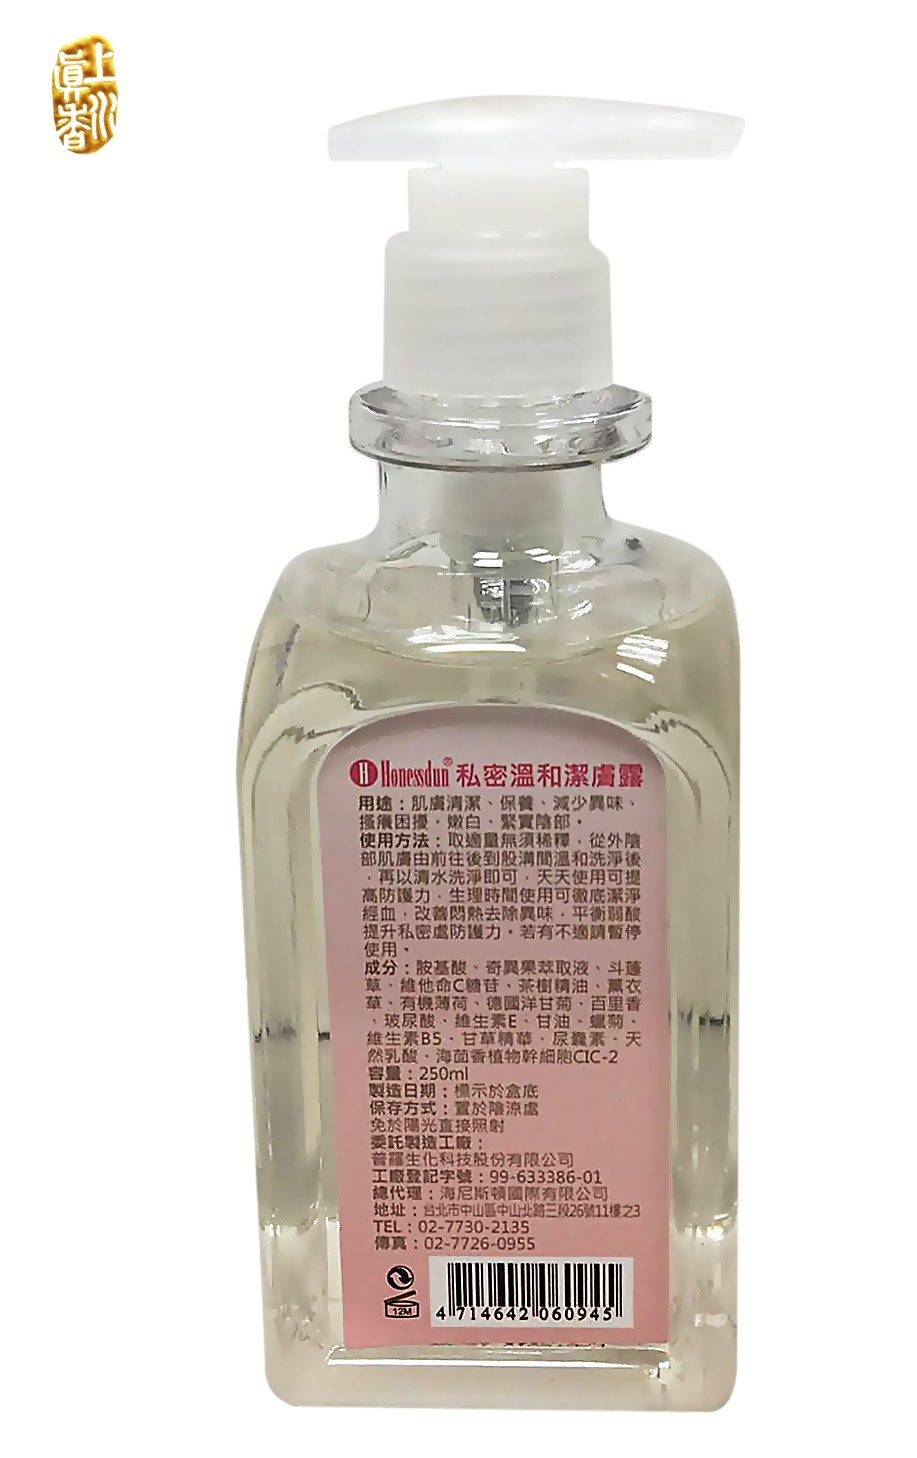 上川
真香
H Honessdun® 私密溫和潔膚露
用途：肌膚清潔、保養、減少異味、
搔癢困擾，嫩白、緊實陰部。
使用方法：取適量無須稀釋，從外陰
部肌膚由前往後到股溝間溫和洗淨後
，再以清水洗淨即可，天天使用可提
高防護力，生理時間使用可徹底潔淨
經血，改善悶熱去除異味，平衡弱酸
提升私密處防護力。若有不適請暫停
使用。
成分：胺基酸、奇異果萃取液、斗蓬
草、維他命C糖苷、茶樹精油、薰衣
草、有機薄荷、德國洋甘菊、百里香
、玻尿酸、維生素E、甘油、蠟菊、
維生素B5、甘草精華、尿囊素、天
然乳酸、海茴香植物幹細胞CIC-2
容量：250ml
製造日期：標示於盒底
保存方式：置於陰涼處
免於陽光直接照射
委託製造工廠：
普羅生化科技股份有限公司
工廠登記字號：99-633386-01
總代理：海尼斯頓國際有限公司
地址：台北市中山區中山北路三段26號11樓之3
TEL：02-7730-2135
傳真：02-7726-0955
12M
4 714642 060945